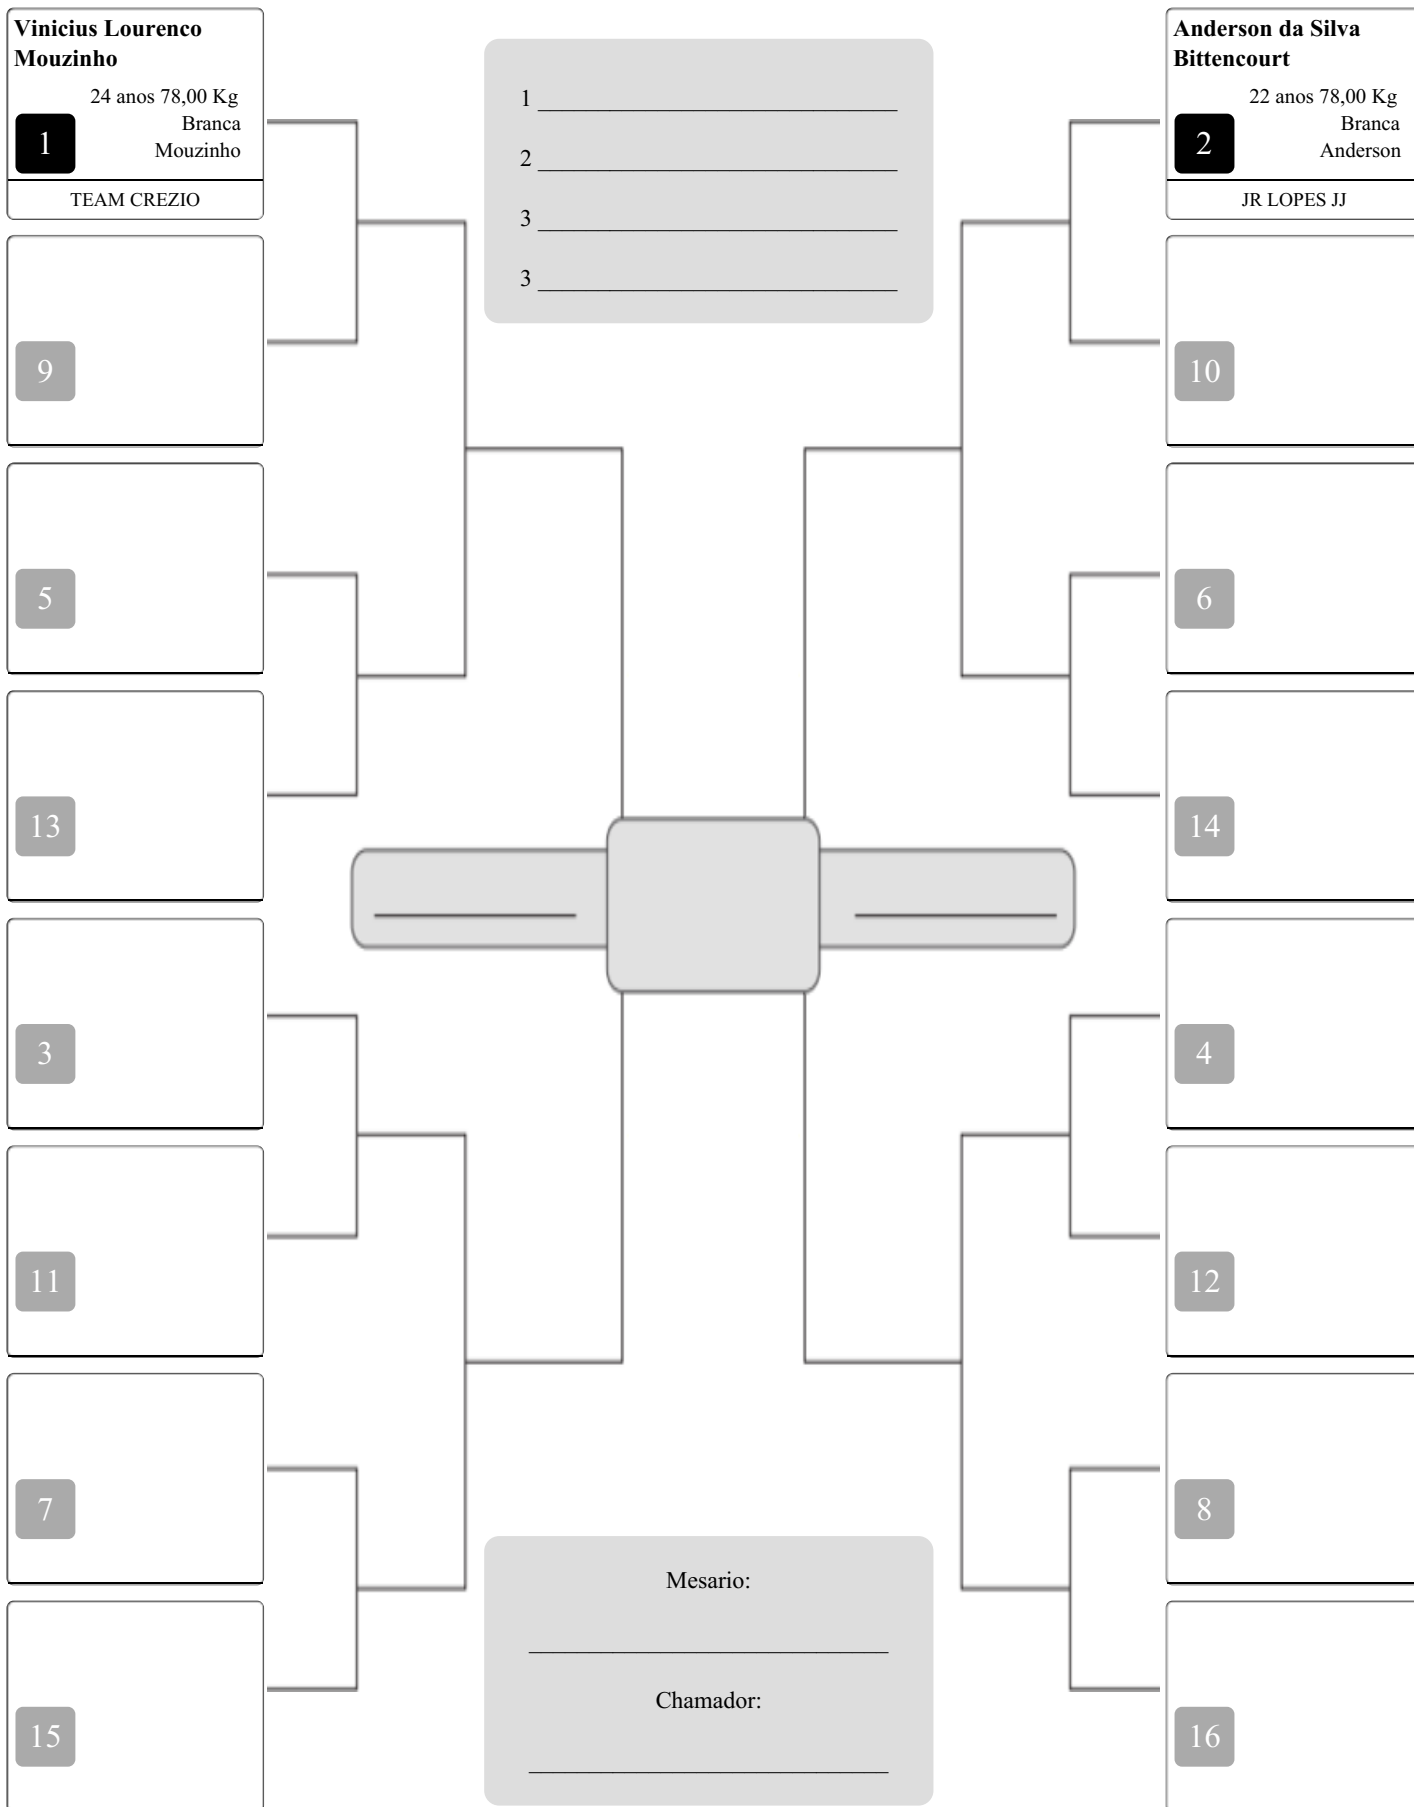 Vinicius Lourenco
Mouzinho
24 anos 78,00 Kg
Branca
1
Mouzinho
TEAM CREZIO
9
5
13
3
11
7
15
1
2
3
3
Mesario:
Chamador:
Anderson da Silva
Bittencourt
22 anos 78,00 Kg
Branca
2
Anderson
JR LOPES JJ
10
6
14
4
12
8
16